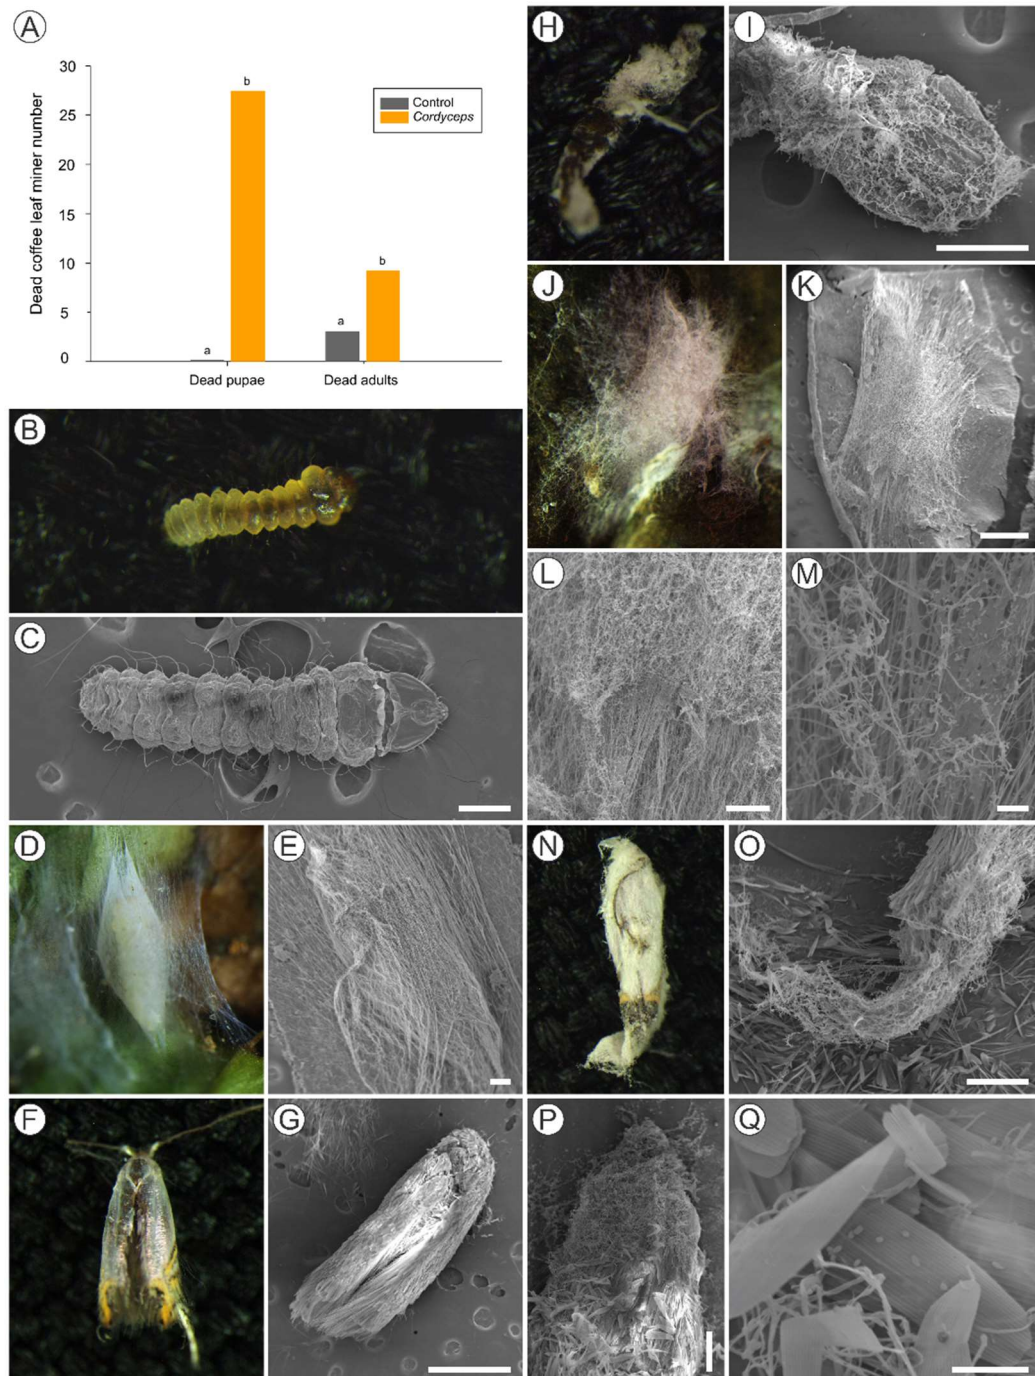 A
Dead coffee leaf miner number
30
25
20
15
10
5
0
a
b
a
b
Dead pupae
Dead adults
Control
Cordyceps
B
C
D
E
F
G
H
I
J
K
L
M
N
O
P
Q